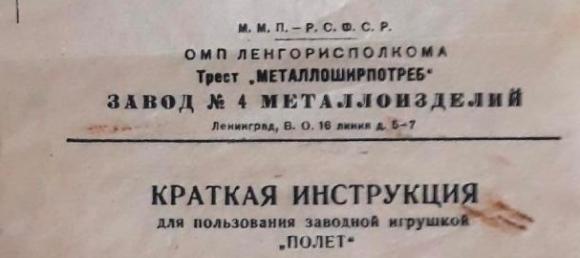 М. М. П. — Р. С. Ф. С. Р.
ОМП ЛЕНГОРИСПОЛКОМА
Трест „МЕТАЛЛОШИРПОТРЕБ“
ЗАВОД № 4 МЕТАЛЛОИЗДЕЛИЙ
Ленинград, В. О. 16 линия д. 5–7
КРАТКАЯ ИНСТРУКЦИЯ
для пользования заводной игрушкой
„ПОЛЕТ“